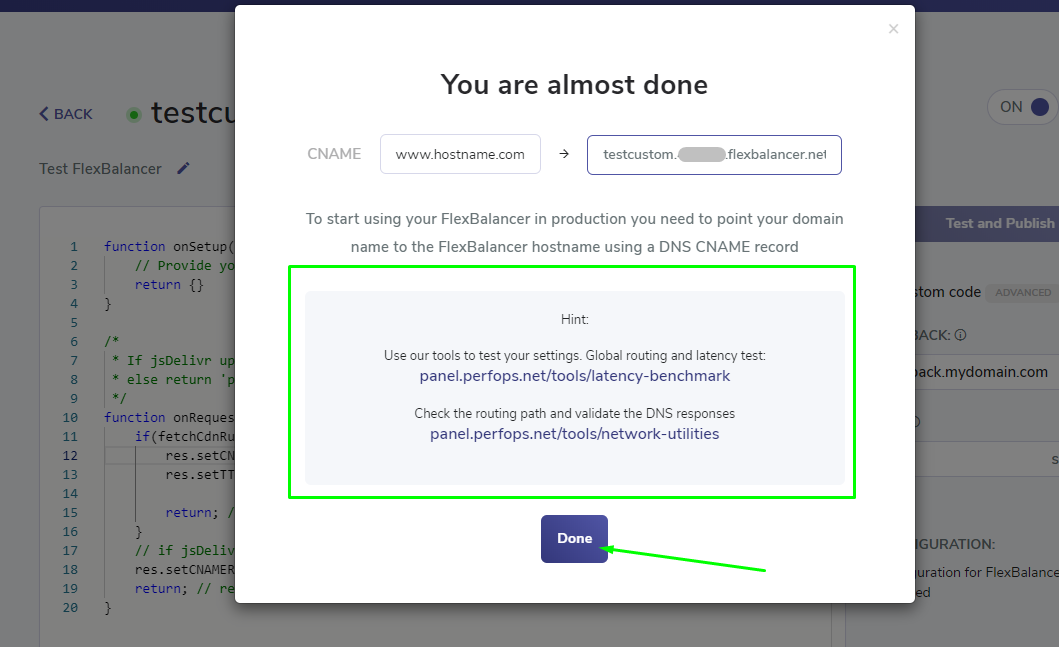 You are almost done
CNAME www.hostname.com → testcustom. .flexbalancer.net
To start using your FlexBalancer in production you need to point your domain
name to the FlexBalancer hostname using a DNS CNAME record
Hint:
Use our tools to test your settings. Global routing and latency test:
panel.perfops.net/tools/latency-benchmark
Check the routing path and validate the DNS responses
panel.perfops.net/tools/network-utilities
Done
BACK
testcu
ON
Test FlexBalancer
Test and Publish
1 function onSetup(
2 // Provide yo
3 return {}
4 }
5
6 /*
7 * If jsDelivr up
8 * else return 'p
9 */
10 function onReques
11 if(fetchCdnRu
12 res.setCN
13 res.setTT
14
15 return; /
16 }
17 // if jsDeliv
18 res.setCNAMER
19 return; // re
20 }
stom code ADVANCED
BACK:
back.mydomain.com
IGURATION:
uration for FlexBalance
ed